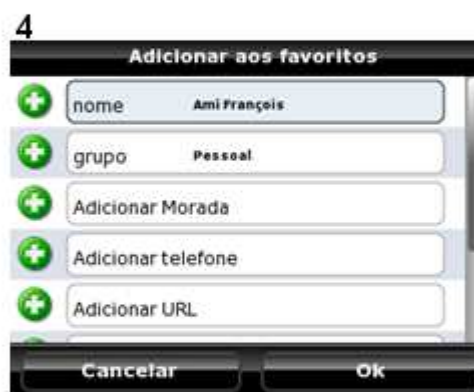 4
Adicionar aos favoritos
nome Ami François
grupo Pessoal
Adicionar Morada
Adicionar telefone
Adicionar URL
Cancelar Ok